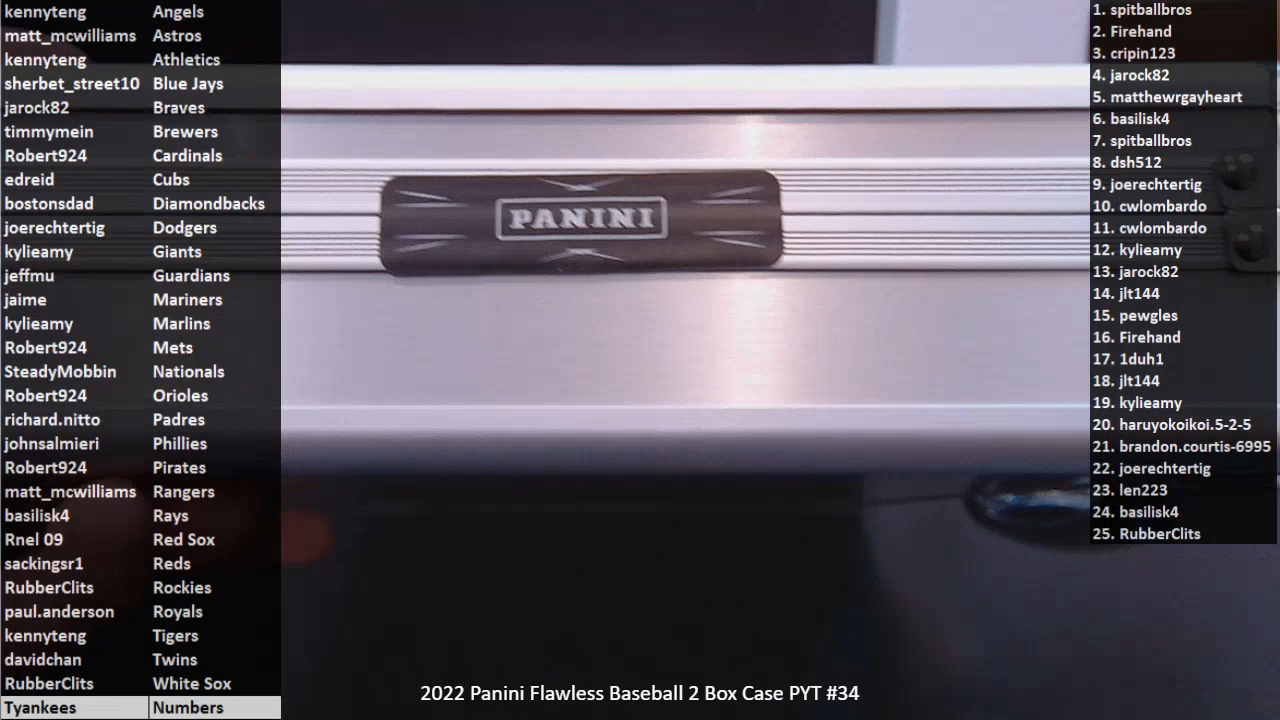 kennyteng Angels
matt_mcwilliams Astros
kennyteng Athletics
sherbet_street10 Blue Jays
jarock82 Braves
timmymein Brewers
Robert924 Cardinals
edreid Cubs
bostonsdad Diamondbacks
joerechtertig Dodgers
kylieamy Giants
jeffmu Guardians
jaime Mariners
kylieamy Marlins
Robert924 Mets
SteadyMobbin Nationals
Robert924 Orioles
richard.nitto Padres
johnsalmieri Phillies
Robert924 Pirates
matt_mcwilliams Rangers
basilisk4 Rays
Rnel 09 Red Sox
sackingsr1 Reds
RubberClits Rockies
paul.anderson Royals
kennyteng Tigers
davidchan Twins
RubberClits White Sox
Tyankees Numbers
PANINI
2022 Panini Flawless Baseball 2 Box Case PYT #34
1. spitballbros
2. Firehand
3. cripin123
4. jarock82
5. matthewrgayheart
6. basilisk4
7. spitballbros
8. dsh512
9. joerechtertig
10. cwlombardo
11. cwlombardo
12. kylieamy
13. jarock82
14. jlt144
15. pewgles
16. Firehand
17. 1duh1
18. jlt144
19. kylieamy
20. haruyokoikoi.5-2-5
21. brandon.courtis-6995
22. joerechtertig
23. len223
24. basilisk4
25. RubberClits